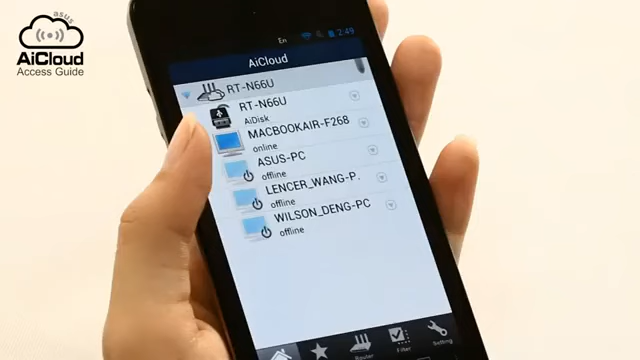 asus
AiCloud
Access Guide
En
2:49
AiCloud
RT-N66U
RT-N66U
AiDisk
MACBOOKAIR-F268
online
ASUS-PC
offline
LENCER_WANG-P.
offline
WILSON_DENG-PC
offline
Router
Filter
Setting